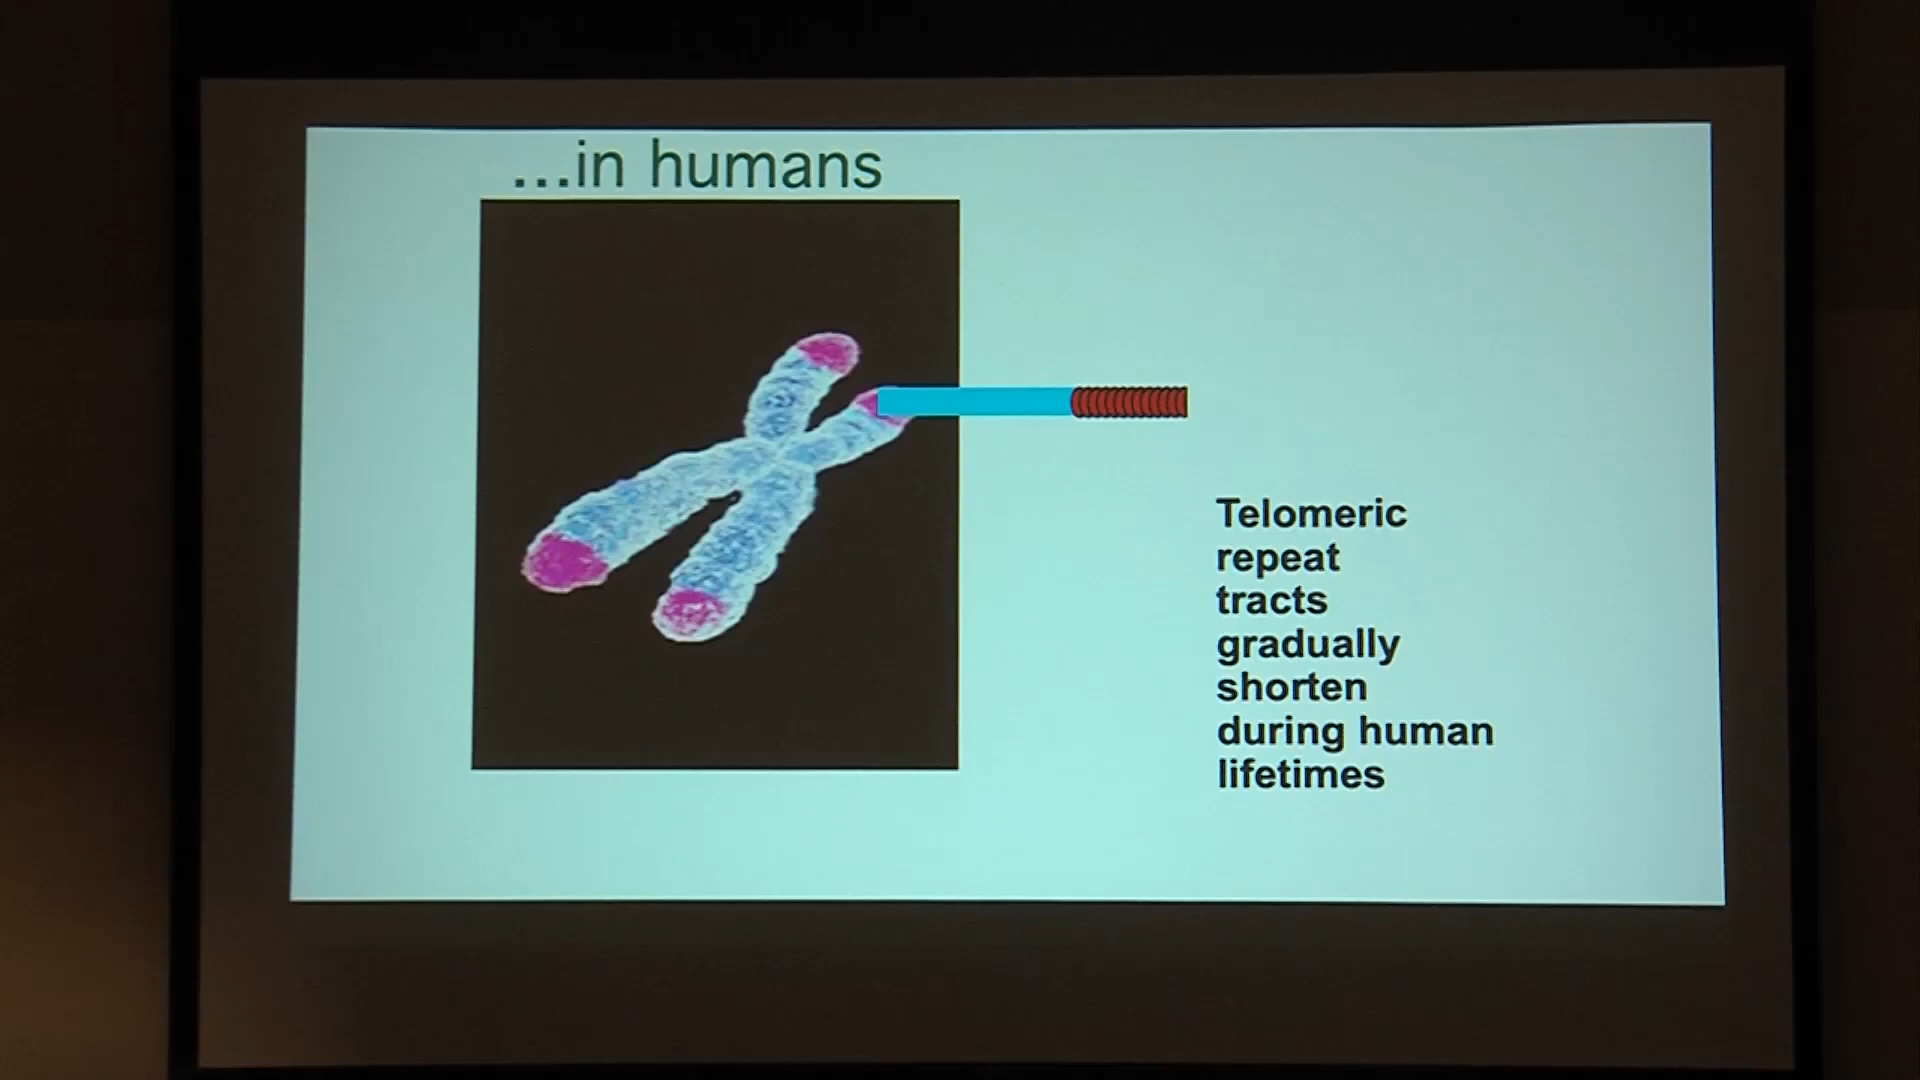 ...in humans
Telomeric
repeat
tracts
gradually
shorten
during human
lifetimes